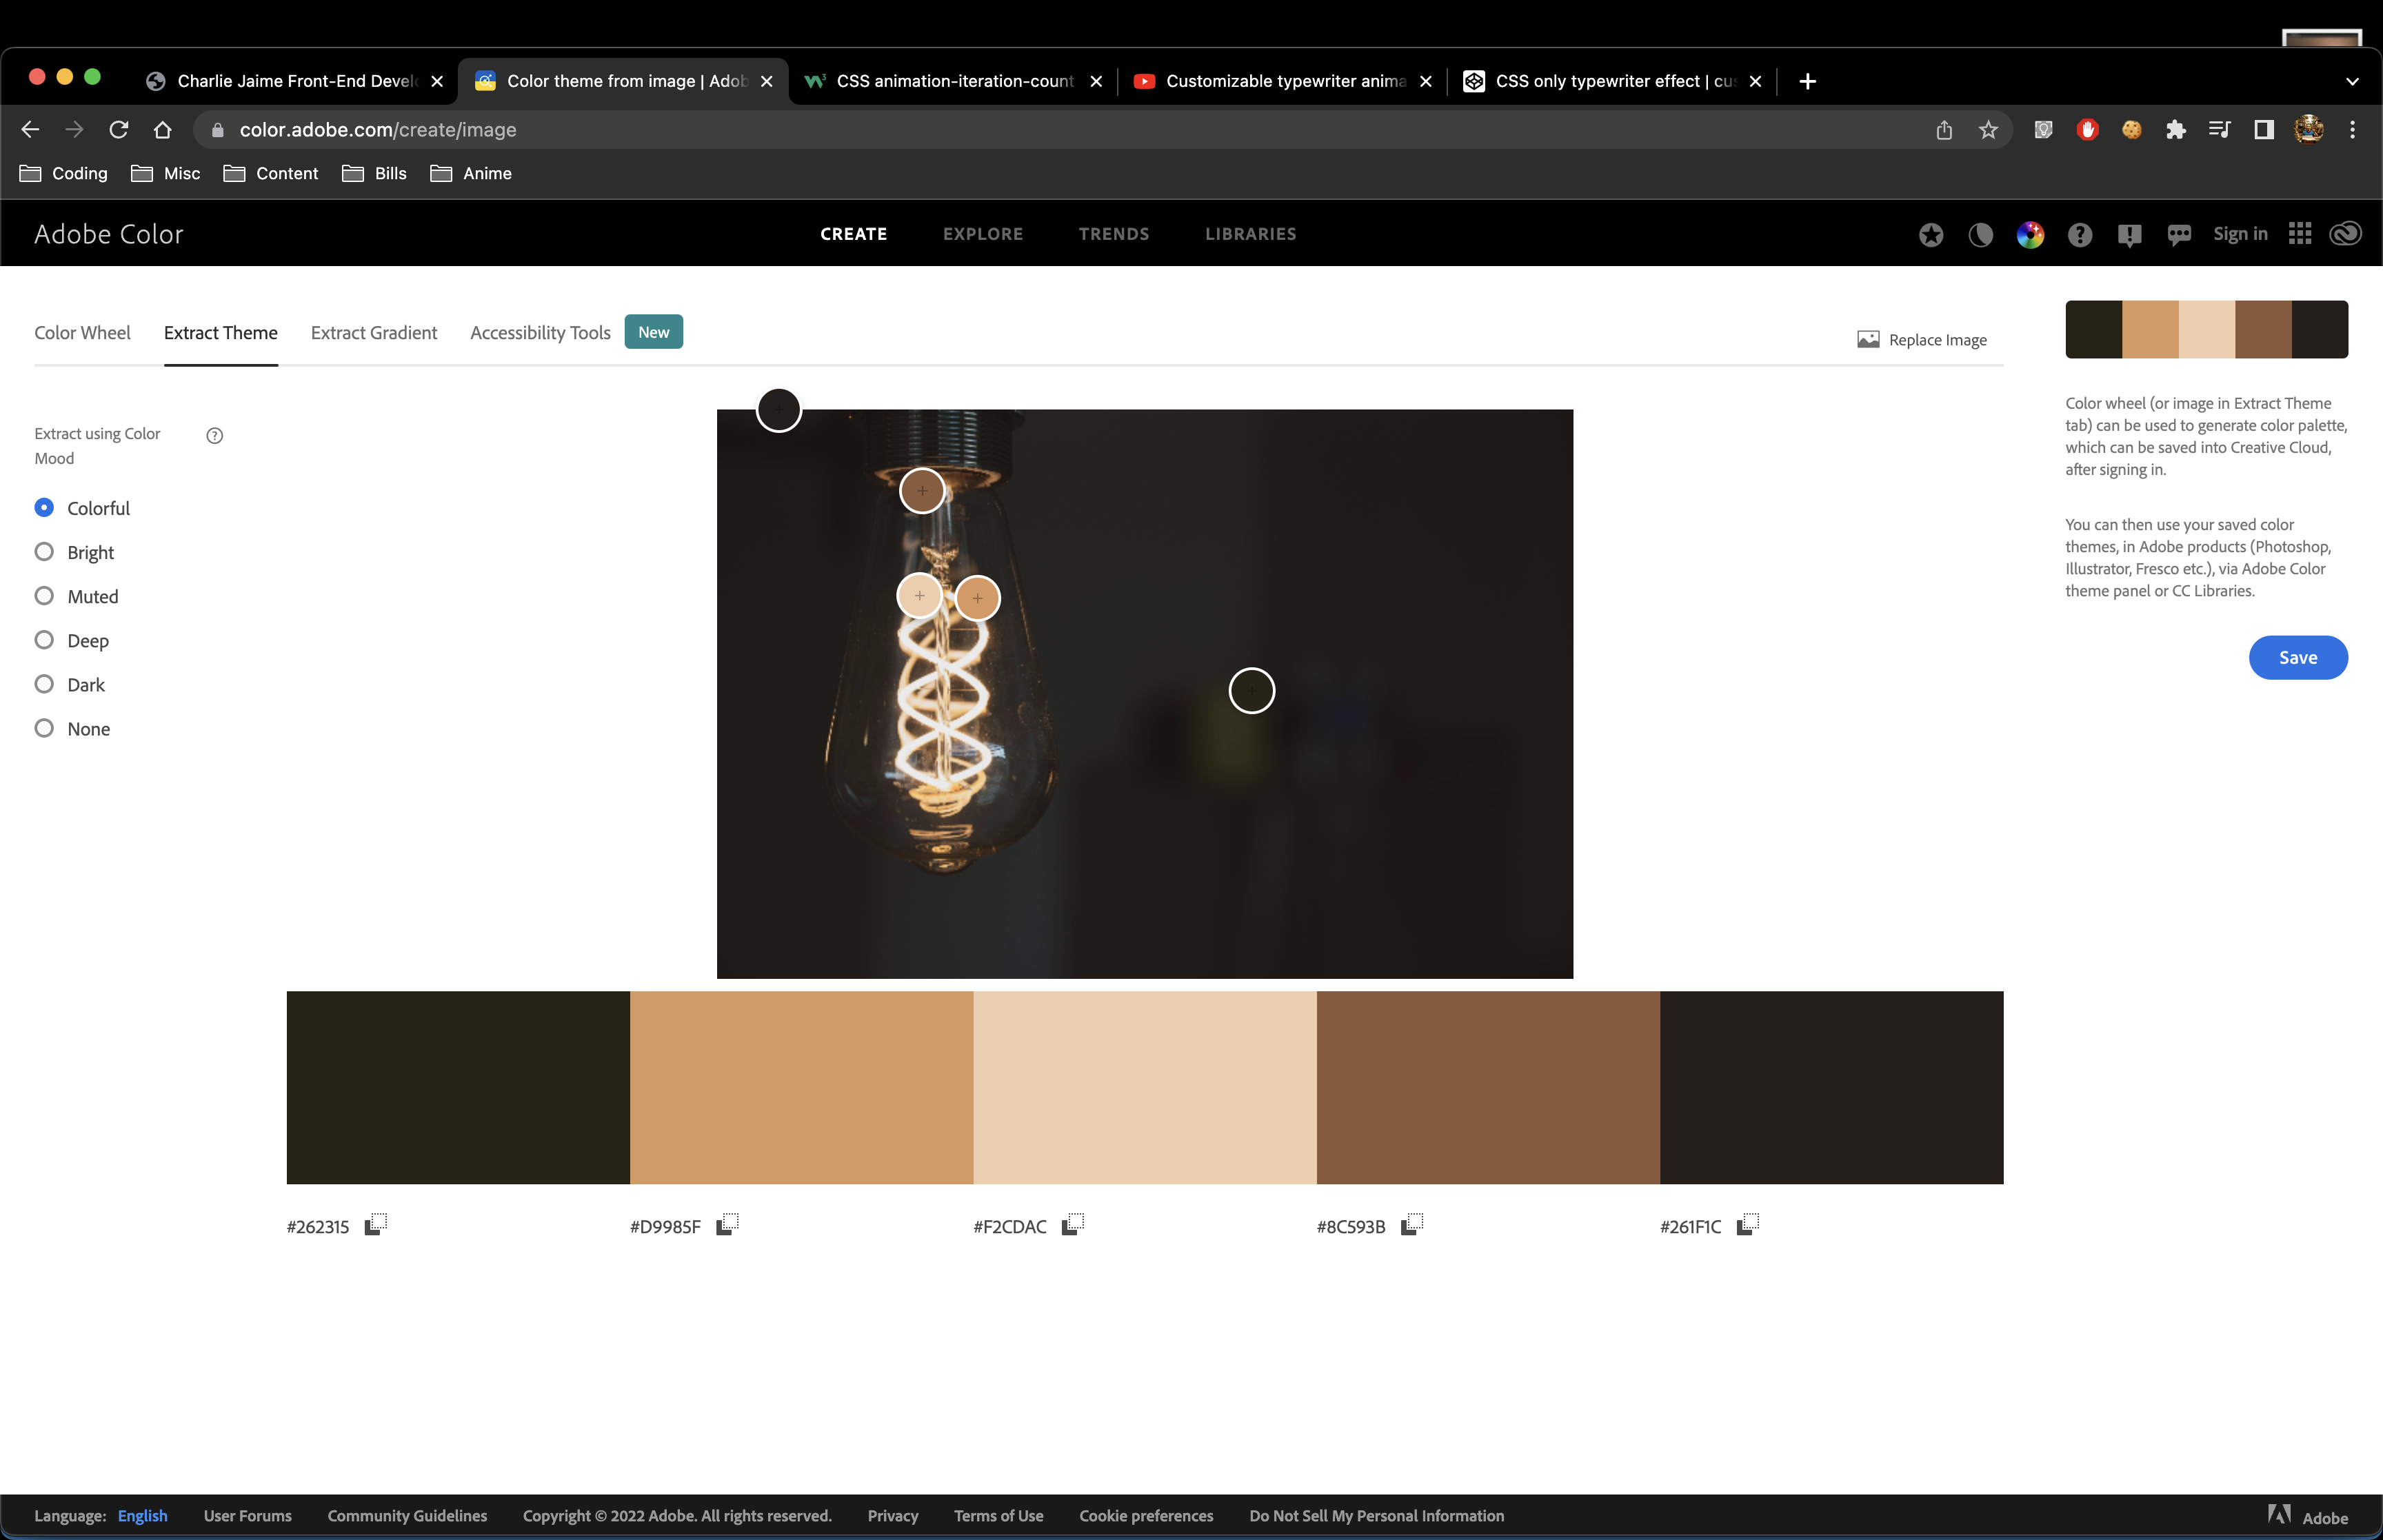 Charlie Jaime Front-End Devel
Color theme from image | Adob
CSS animation-iteration-count
Customizable typewriter anima
CSS only typewriter effect | cus
color.adobe.com/create/image
Coding Misc Content Bills Anime
Adobe Color
CREATE EXPLORE TRENDS LIBRARIES
Sign in
Color Wheel Extract Theme Extract Gradient Accessibility Tools New
Replace Image
Extract using Color
Mood
Colorful
Bright
Muted
Deep
Dark
None
Color wheel (or image in Extract Theme
tab) can be used to generate color palette,
which can be saved into Creative Cloud,
after signing in.
You can then use your saved color
themes, in Adobe products (Photoshop,
Illustrator, Fresco etc.), via Adobe Color
theme panel or CC Libraries.
Save
#262315 #D9985F #F2CDAC #8C593B #261F1C
Language: English User Forums Community Guidelines Copyright © 2022 Adobe. All rights reserved. Privacy Terms of Use Cookie preferences Do Not Sell My Personal Information Adobe